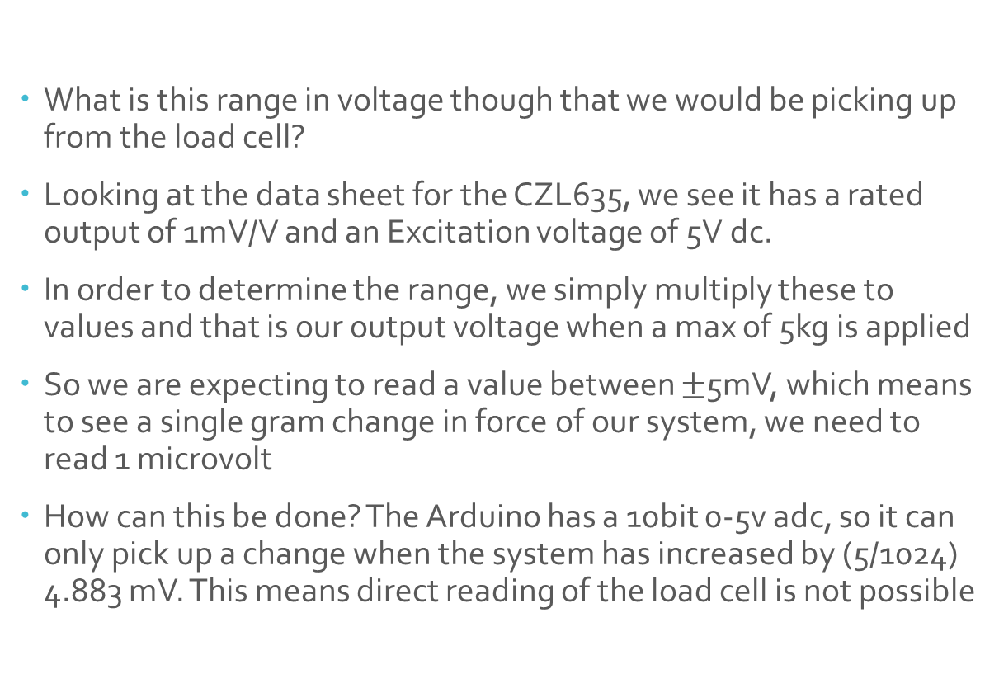 • What is this range in voltage though that we would be picking up
from the load cell?
• Looking at the data sheet for the CZL635, we see it has a rated
output of 1mV/V and an Excitation voltage of 5V dc.
• In order to determine the range, we simply multiply these to
values and that is our output voltage when a max of 5kg is applied
• So we are expecting to read a value between ±5mV, which means
to see a single gram change in force of our system, we need to
read 1 microvolt
• How can this be done? The Arduino has a 10bit 0-5v adc, so it can
only pick up a change when the system has increased by (5/1024)
4.883 mV. This means direct reading of the load cell is not possible